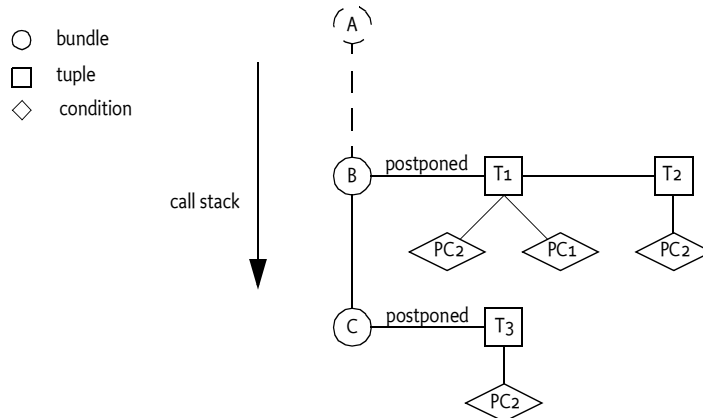 A
bundle
tuple
condition
postponed
B
T1
T2
call stack
PC2
PC1
PC2
postponed
C
T3
PC2